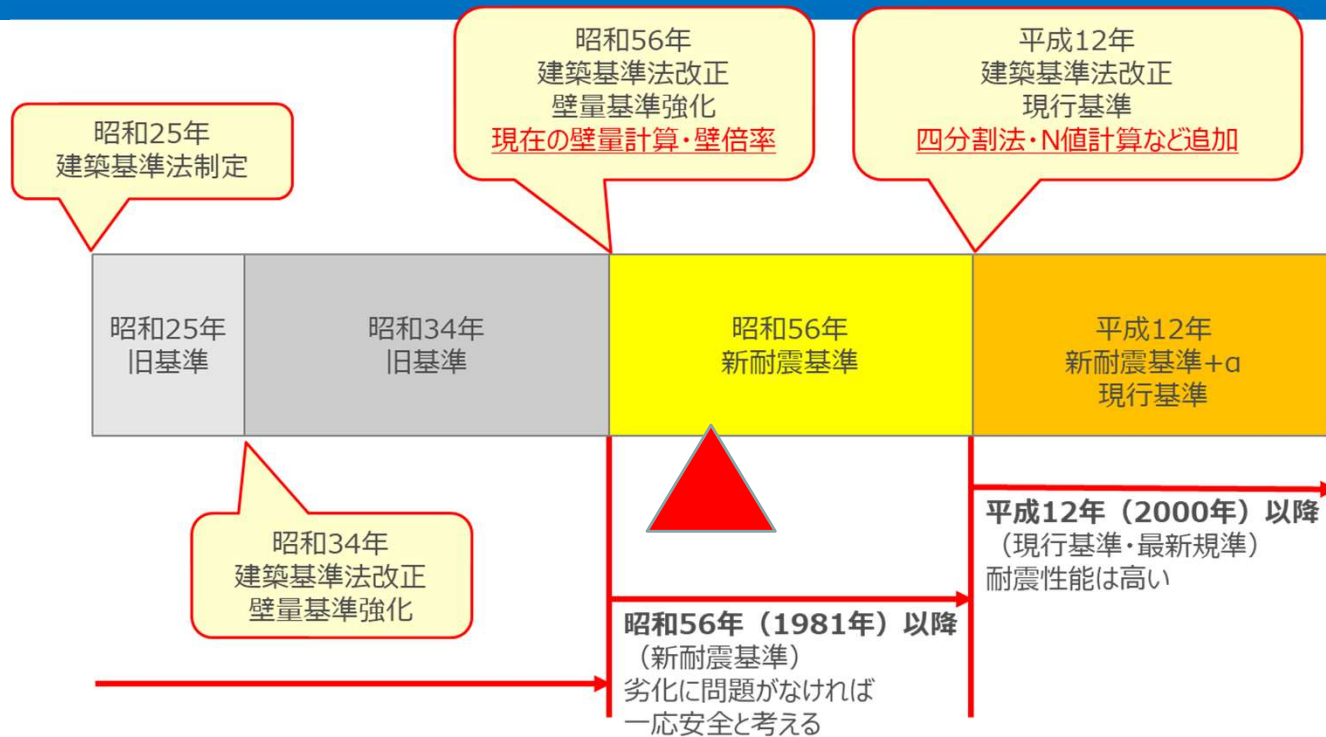 昭和25年
建築基準法制定
昭和56年
建築基準法改正
壁量基準強化
現在の壁量計算・壁倍率
平成12年
建築基準法改正
現行基準
四分割法・N値計算など追加
昭和25年
旧基準
昭和34年
旧基準
昭和56年
新耐震基準
平成12年
新耐震基準+α
現行基準
昭和34年
建築基準法改正
壁量基準強化
昭和56年（1981年）以降
（新耐震基準）
劣化に問題がなければ
一応安全と考える
平成12年（2000年）以降
（現行基準・最新規準）
耐震性能は高い